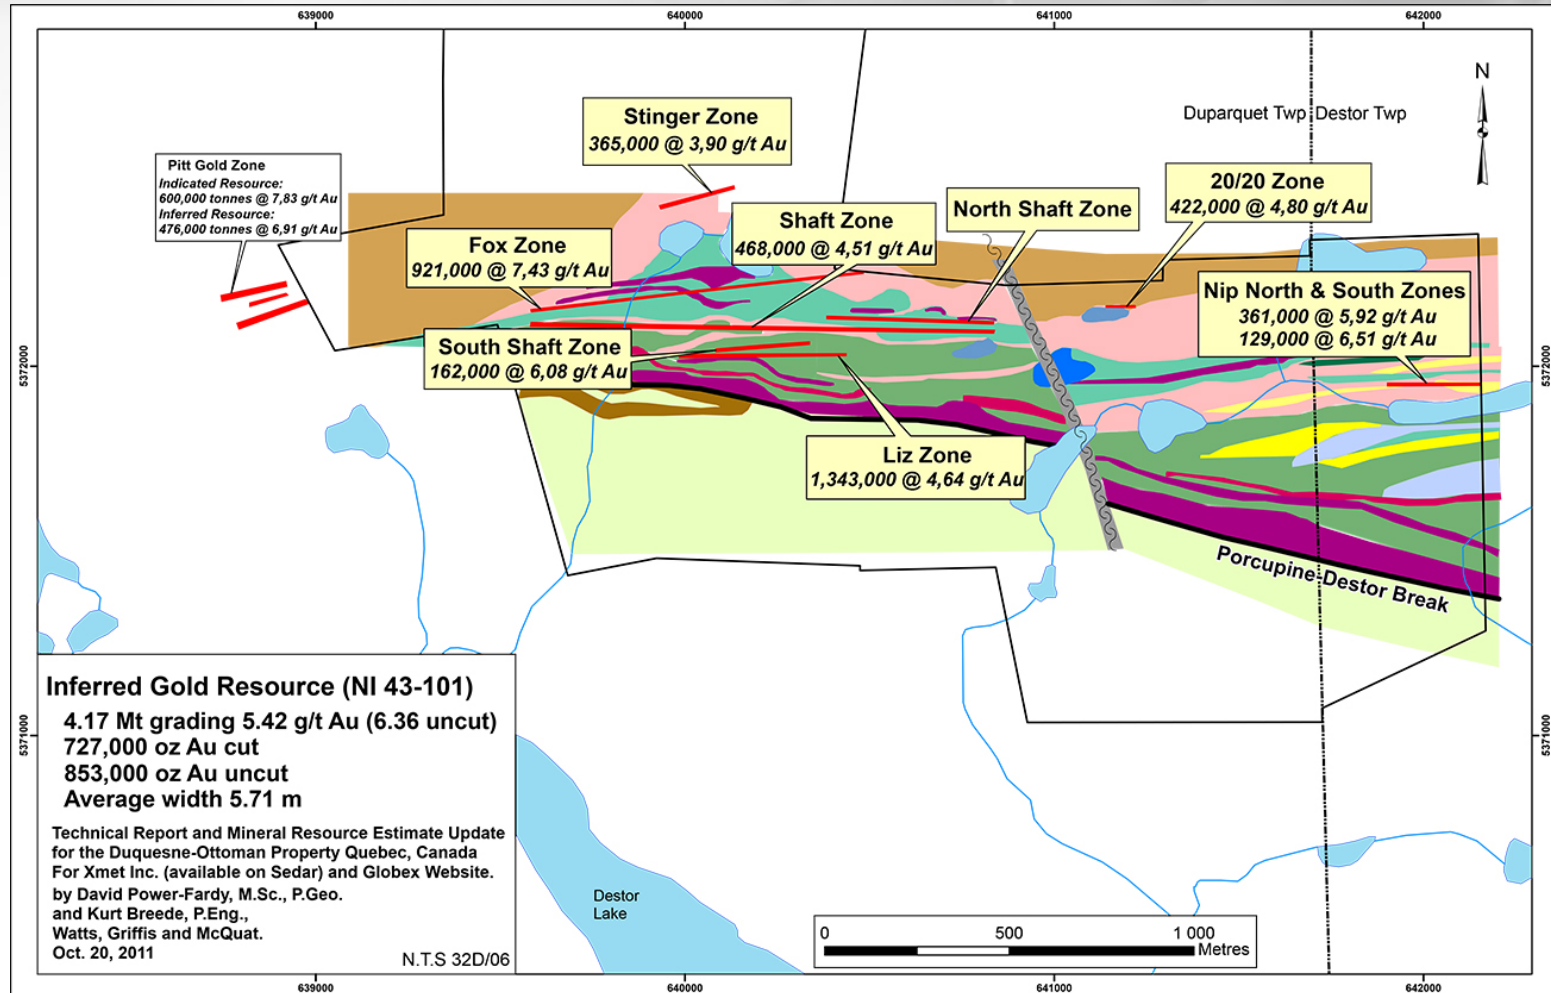 639000
640000
641000
642000
N
Duparquet Twp
Destor Twp
Stinger Zone
365,000 @ 3,90 g/t Au
Pitt Gold Zone
Indicated Resource:
600,000 tonnes @ 7,83 g/t Au
Inferred Resource:
476,000 tonnes @ 6,91 g/t Au
20/20 Zone
422,000 @ 4,80 g/t Au
North Shaft Zone
Shaft Zone
468,000 @ 4,51 g/t Au
Fox Zone
921,000 @ 7,43 g/t Au
Nip North & South Zones
361,000 @ 5,92 g/t Au
129,000 @ 6,51 g/t Au
South Shaft Zone
162,000 @ 6,08 g/t Au
5372000
5372000
Liz Zone
1,343,000 @ 4,64 g/t Au
Porcupine-Destor Break
Inferred Gold Resource (NI 43-101)
4.17 Mt grading 5.42 g/t Au (6.36 uncut)
727,000 oz Au cut
853,000 oz Au uncut
Average width 5.71 m
Technical Report and Mineral Resource Estimate Update
for the Duquesne-Ottoman Property Quebec, Canada
For Xmet Inc. (available on Sedar) and Globex Website.
by David Power-Fardy, M.Sc., P.Geo.
and Kurt Breede, P.Eng.,
Watts, Griffis and McQuat.
Oct. 20, 2011
N.T.S 32D/06
5371000
5371000
Destor
Lake
0
500
1 000
Metres
639000
640000
641000
642000